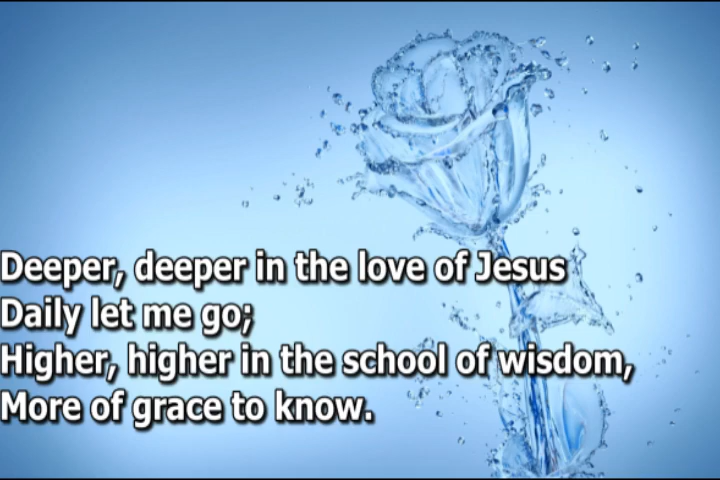 Deeper, deeper in the love of Jesus
Daily let me go;
Higher, higher in the school of wisdom,
More of grace to know.